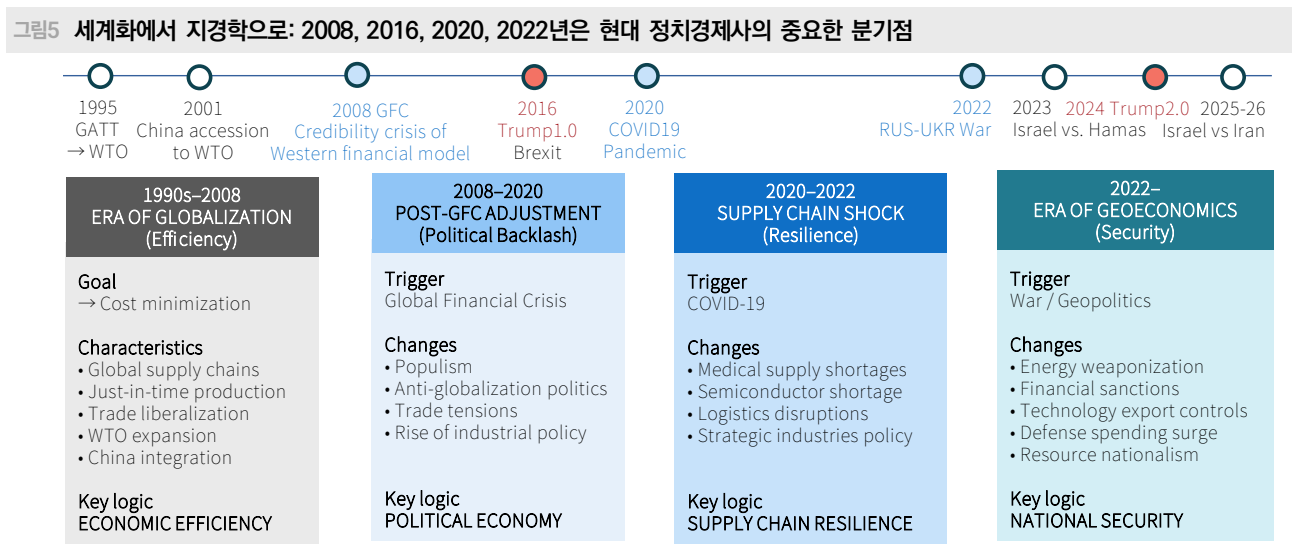 그림5 세계화에서 지경학으로: 2008, 2016, 2020, 2022년은 현대 정치경제사의 중요한 분기점
1995
GATT
→ WTO
2001
China accession
to WTO
2008 GFC
Credibility crisis of
Western financial model
2016
Trump1.0
Brexit
2020
COVID19
Pandemic
2022
RUS-UKR War
2023
Israel vs. Hamas
2024 Trump2.0
2025-26
Israel vs Iran
1990s–2008
ERA OF GLOBALIZATION
(Efficiency)
Goal
→ Cost minimization
Characteristics
• Global supply chains
• Just-in-time production
• Trade liberalization
• WTO expansion
• China integration
Key logic
ECONOMIC EFFICIENCY
2008–2020
POST-GFC ADJUSTMENT
(Political Backlash)
Trigger
Global Financial Crisis
Changes
• Populism
• Anti-globalization politics
• Trade tensions
• Rise of industrial policy
Key logic
POLITICAL ECONOMY
2020–2022
SUPPLY CHAIN SHOCK
(Resilience)
Trigger
COVID-19
Changes
• Medical supply shortages
• Semiconductor shortage
• Logistics disruptions
• Strategic industries policy
Key logic
SUPPLY CHAIN RESILIENCE
2022–
ERA OF GEOECONOMICS
(Security)
Trigger
War / Geopolitics
Changes
• Energy weaponization
• Financial sanctions
• Technology export controls
• Defense spending surge
• Resource nationalism
Key logic
NATIONAL SECURITY